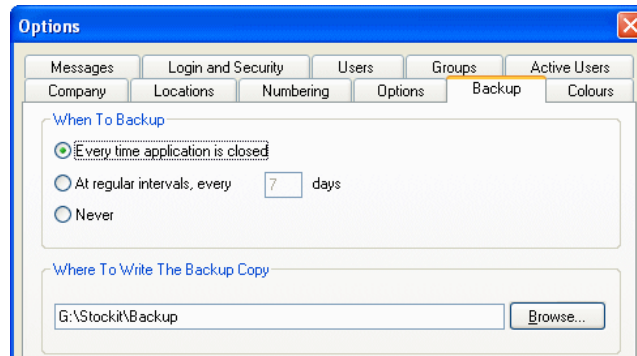 Options
Messages Login and Security Users Groups Active Users
Company Locations Numbering Options Backup Colours
When To Backup
Every time application is closed
At regular intervals, every 7 days
Never
Where To Write The Backup Copy
G:\Stockit\Backup Browse...